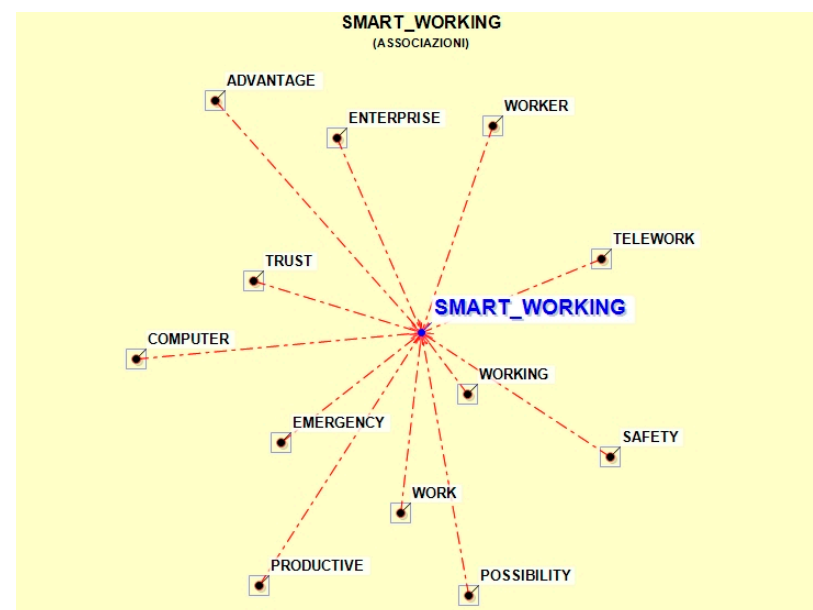 SMART_WORKING
(ASSOCIAZIONI)
ADVANTAGE
ENTERPRISE
WORKER
TELEWORK
TRUST
SMART_WORKING
COMPUTER
WORKING
EMERGENCY
SAFETY
WORK
PRODUCTIVE
POSSIBILITY